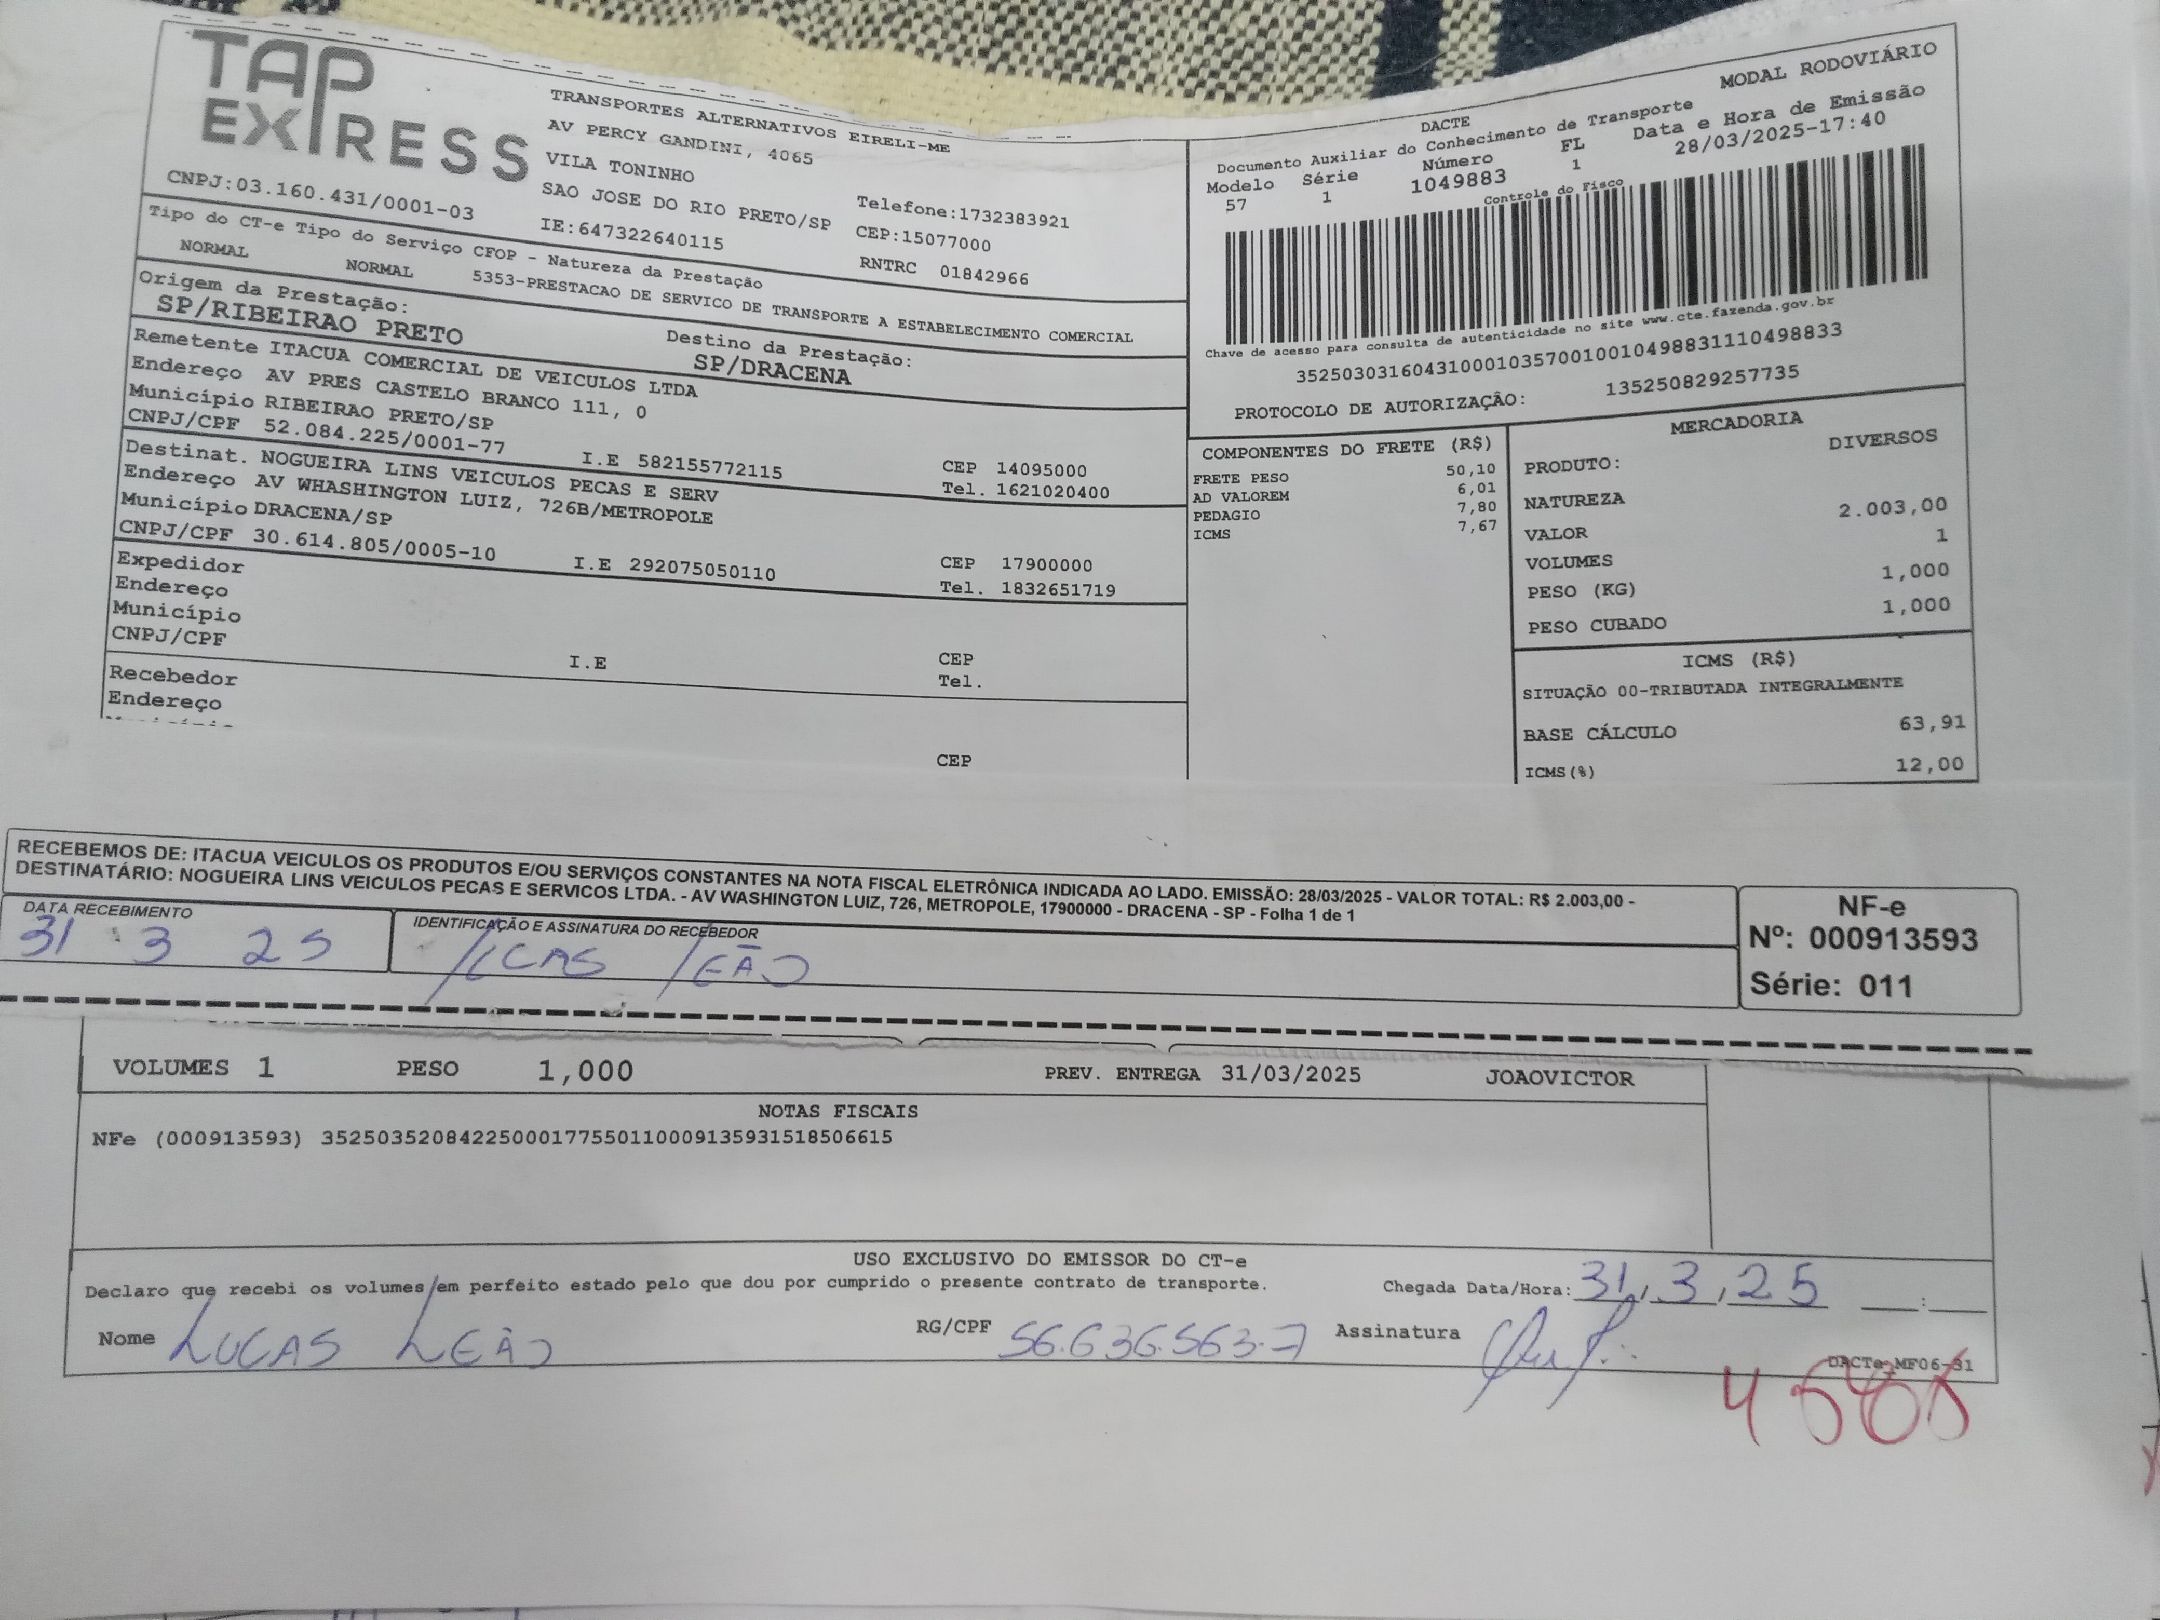 TAP
EXPRESS
TRANSPORTES ALTERNATIVOS EIRELI-ME
AV PERCY GANDINI, 4065
VILA TONINHO
SAO JOSE DO RIO PRETO/SP
Telefone:1732383921
CNPJ:03.160.431/0001-03
IE:647322640115
CEP:15077000
RNTRC 01842966
Tipo do CT-e Tipo do Serviço CFOP - Natureza da Prestação
NORMAL NORMAL 5353-PRESTACAO DE SERVICO DE TRANSPORTE A ESTABELECIMENTO COMERCIAL
Origem da Prestação:
SP/RIBEIRAO PRETO
Destino da Prestação:
SP/DRACENA
Remetente ITACUA COMERCIAL DE VEICULOS LTDA
Endereço AV PRES CASTELO BRANCO 111, 0
Município RIBEIRAO PRETO/SP
CEP 14095000
CNPJ/CPF 52.084.225/0001-77 I.E 582155772115 Tel. 1621020400
Destinat. NOGUEIRA LINS VEICULOS PECAS E SERV
Endereço AV WHASHINGTON LUIZ, 726B/METROPOLE
Município DRACENA/SP
CEP 17900000
CNPJ/CPF 30.614.805/0005-10 I.E 292075050110 Tel. 1832651719
Expedidor
Endereço
Município
CEP
CNPJ/CPF I.E Tel.
Recebedor
Endereço
CEP
DACTE
MODAL RODOVIÁRIO
Documento Auxiliar do Conhecimento de Transporte
Modelo Série Número FL Data e Hora de Emissão
57 1 1049883 1 28/03/2025-17:40
Controle do Fisco
Chave de acesso para consulta de autenticidade no site www.cte.fazenda.gov.br
35250303160431000103570010010498831110498833
PROTOCOLO DE AUTORIZAÇÃO: 135250829257735
COMPONENTES DO FRETE (R$)
FRETE PESO 50,10
AD VALOREM 6,01
PEDAGIO 7,80
ICMS 7,67
MERCADORIA
PRODUTO: DIVERSOS
NATUREZA
VALOR 2.003,00
VOLUMES 1
PESO (KG) 1,000
PESO CUBADO 1,000
ICMS (R$)
SITUAÇÃO 00-TRIBUTADA INTEGRALMENTE
BASE CÁLCULO 63,91
ICMS(%) 12,00
RECEBEMOS DE: ITACUA VEICULOS OS PRODUTOS E/OU SERVIÇOS CONSTANTES NA NOTA FISCAL ELETRÔNICA INDICADA AO LADO. EMISSÃO: 28/03/2025 - VALOR TOTAL: R$ 2.003,00 -
DESTINATÁRIO: NOGUEIRA LINS VEICULOS PECAS E SERVICOS LTDA. - AV WASHINGTON LUIZ, 726, METROPOLE, 17900000 - DRACENA - SP - Folha 1 de 1
DATA RECEBIMENTO IDENTIFICAÇÃO E ASSINATURA DO RECEBEDOR
31 3 25 LUCAS LEÃO
NF-e
Nº: 000913593
Série: 011
VOLUMES 1 PESO 1,000 PREV. ENTREGA 31/03/2025 JOAOVICTOR
NOTAS FISCAIS
NFe (000913593) 35250352084225000177550110009135931518506615
USO EXCLUSIVO DO EMISSOR DO CT-e
Declaro que recebi os volumes em perfeito estado pelo que dou por cumprido o presente contrato de transporte. Chegada Data/Hora: 31,3,25 :
Nome LUCAS LEÃO RG/CPF 56.636.563-7 Assinatura
DACTe-MF06-31